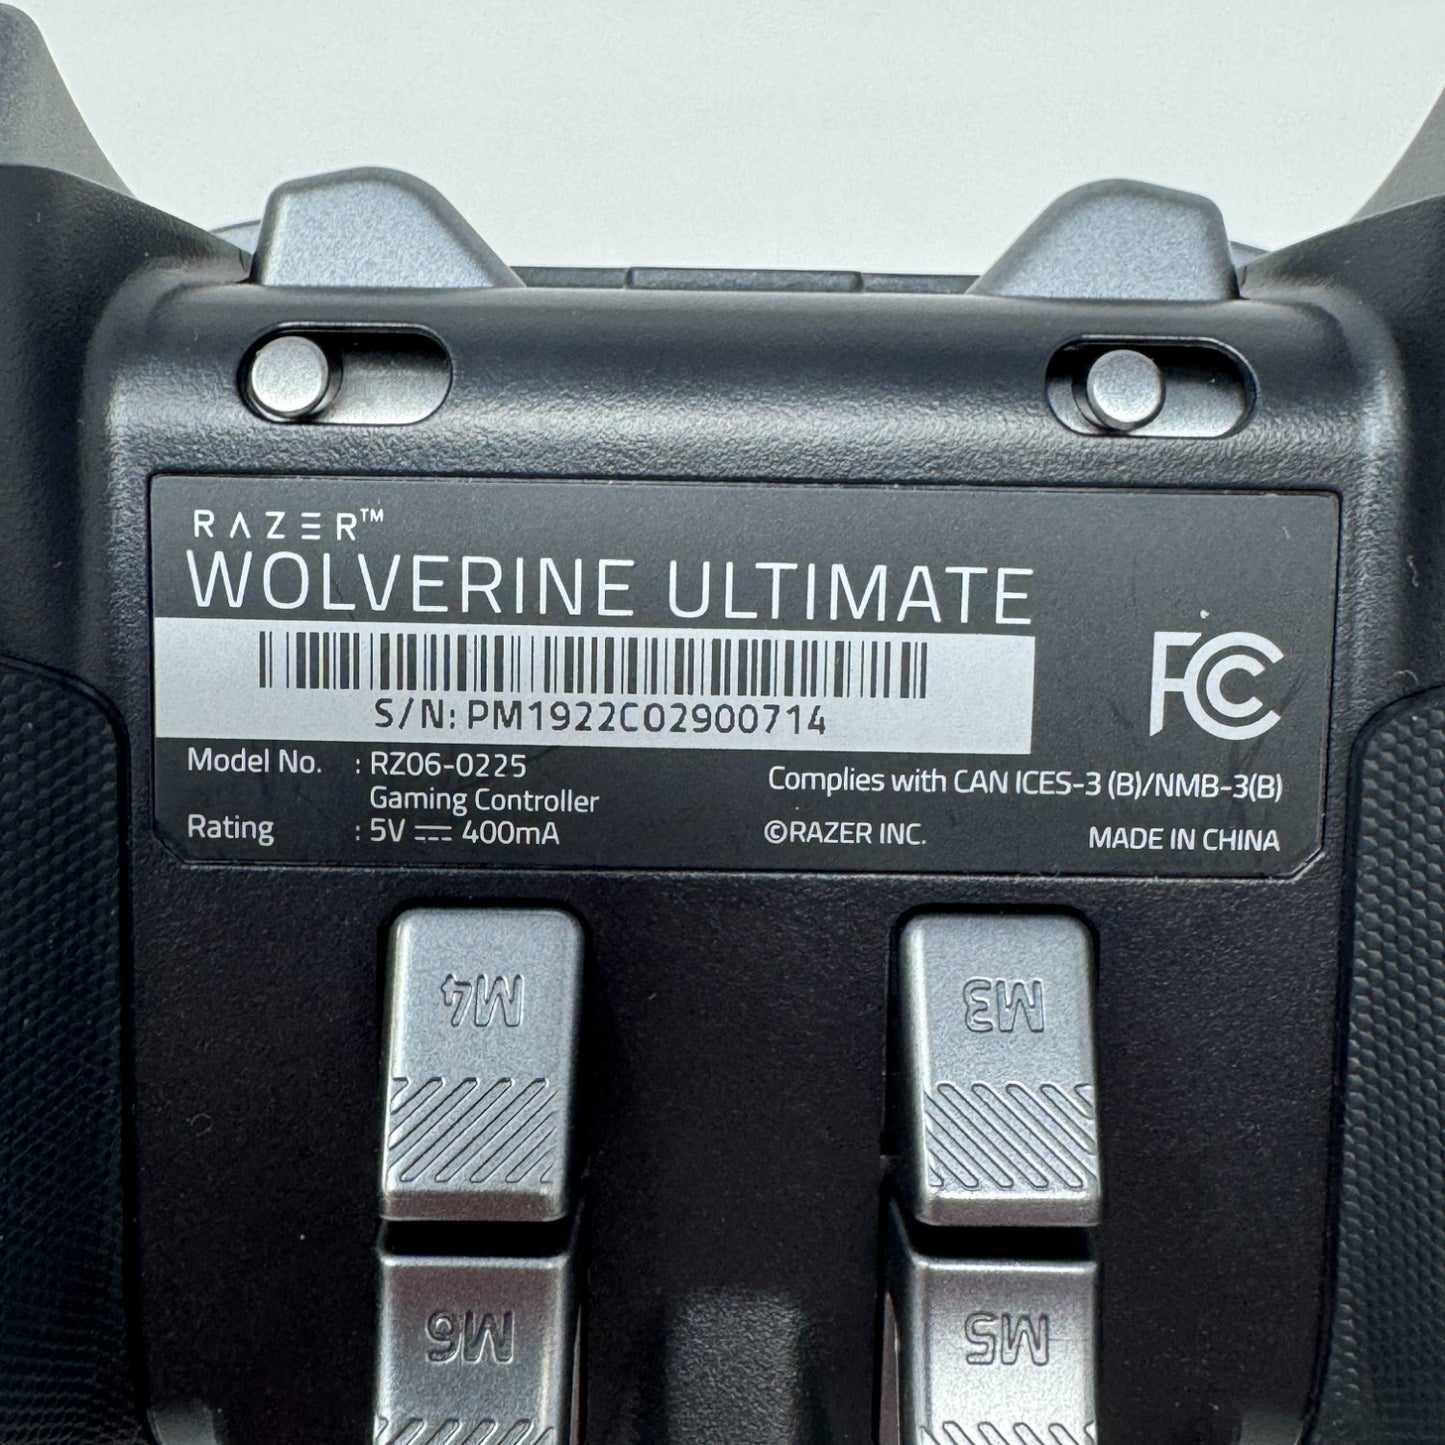 RAZER™
WOLVERINE ULTIMATE
S/N: PM1922C02900714
Model No. : RZ06-0225
Gaming Controller
Rating : 5V ⎓ 400mA
FC
Complies with CAN ICES-3 (B)/NMB-3(B)
©RAZER INC.
MADE IN CHINA
M4
M3
M6
M5